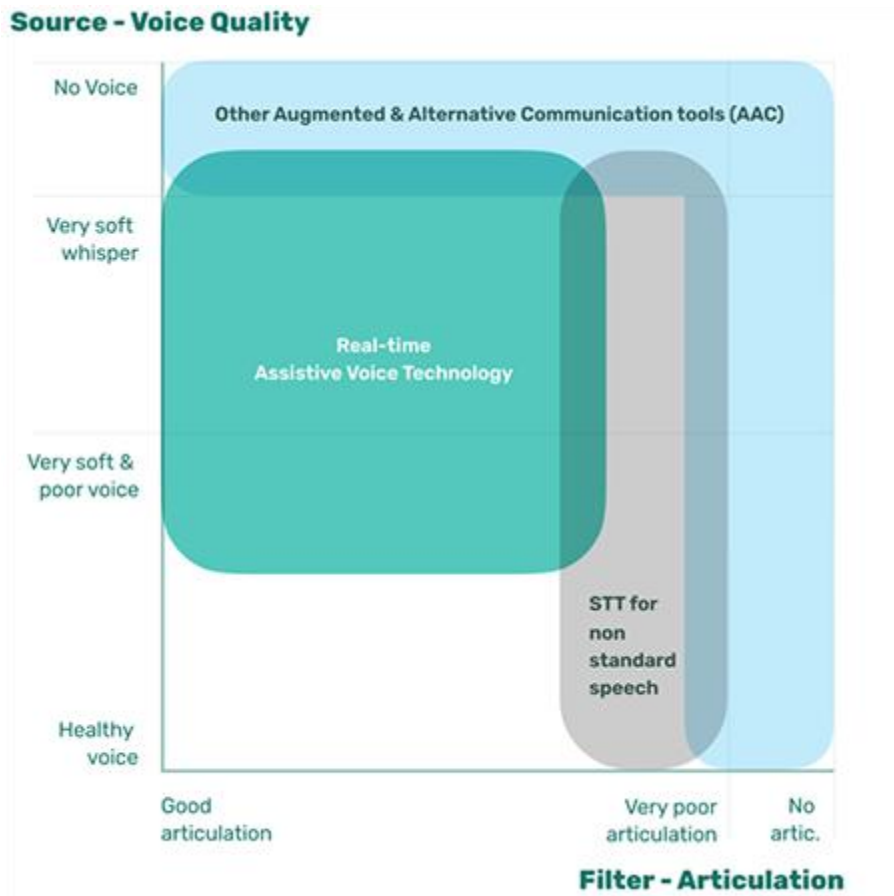 Source - Voice Quality
No Voice
Other Augmented & Alternative Communication tools (AAC)
Very soft
whisper
Real-time
Assistive Voice Technology
Very soft &
poor voice
STT for
non
standard
speech
Healthy
voice
Good
articulation
Very poor
articulation
No
artic.
Filter - Articulation